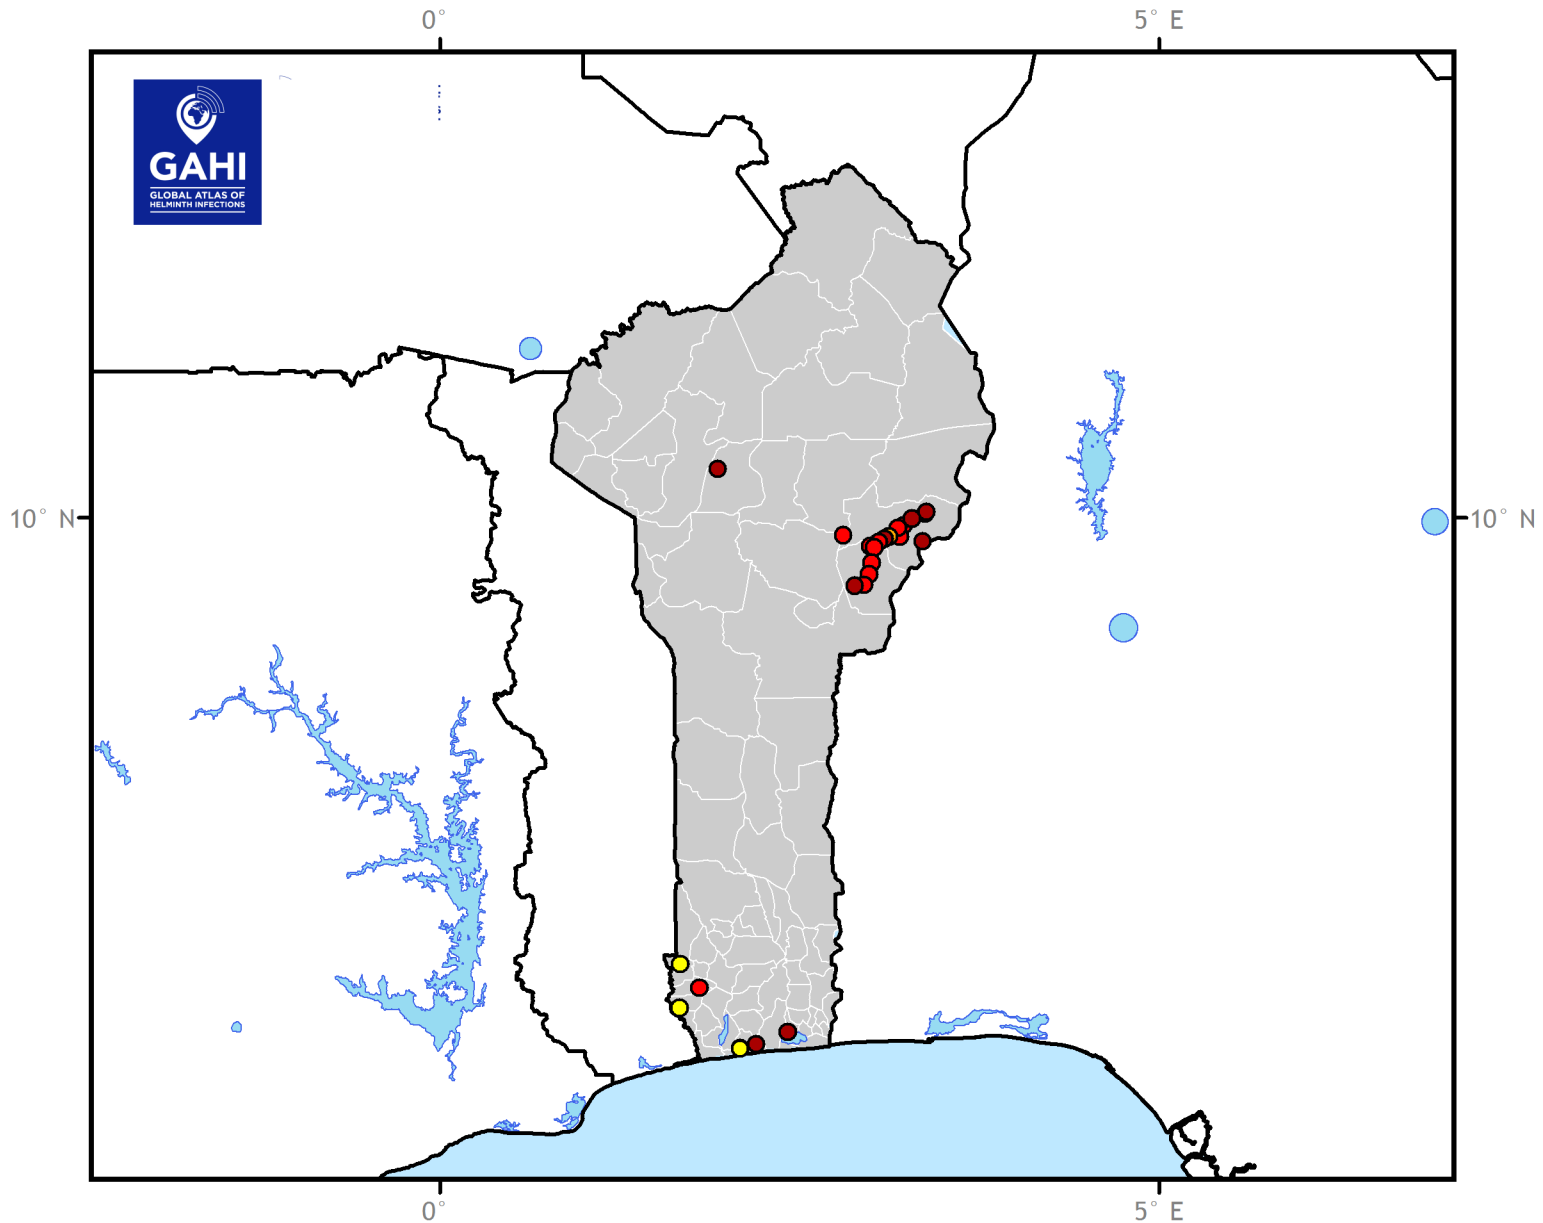 0° 5° E
GAHI
GLOBAL ATLAS OF
HELMINTH INFECTIONS
10° N 10° N
0° 5° E